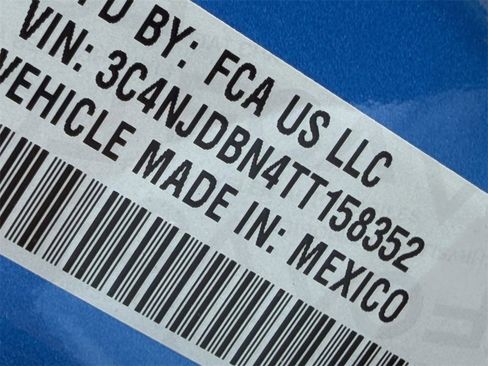 D BY: FCA US LLC
VIN: 3C4NJDBN4TT158352
VEHICLE MADE IN: MEXICO